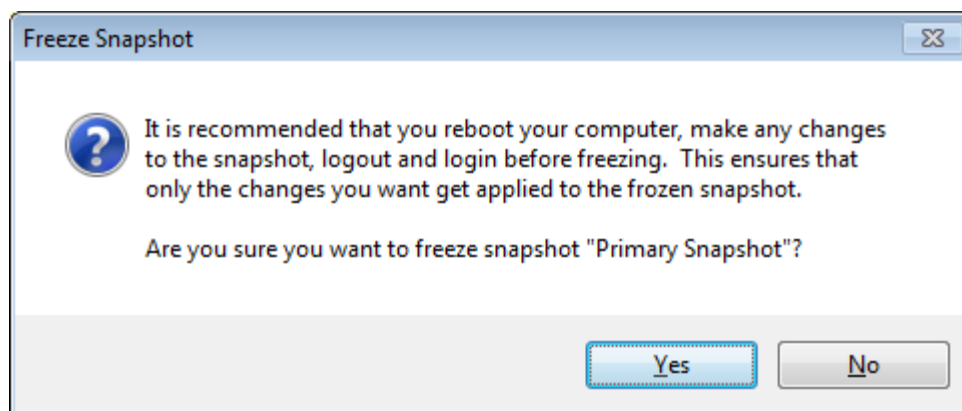 Freeze Snapshot
It is recommended that you reboot your computer, make any changes
to the snapshot, logout and login before freezing.  This ensures that
only the changes you want get applied to the frozen snapshot.
Are you sure you want to freeze snapshot "Primary Snapshot"?
Yes
No